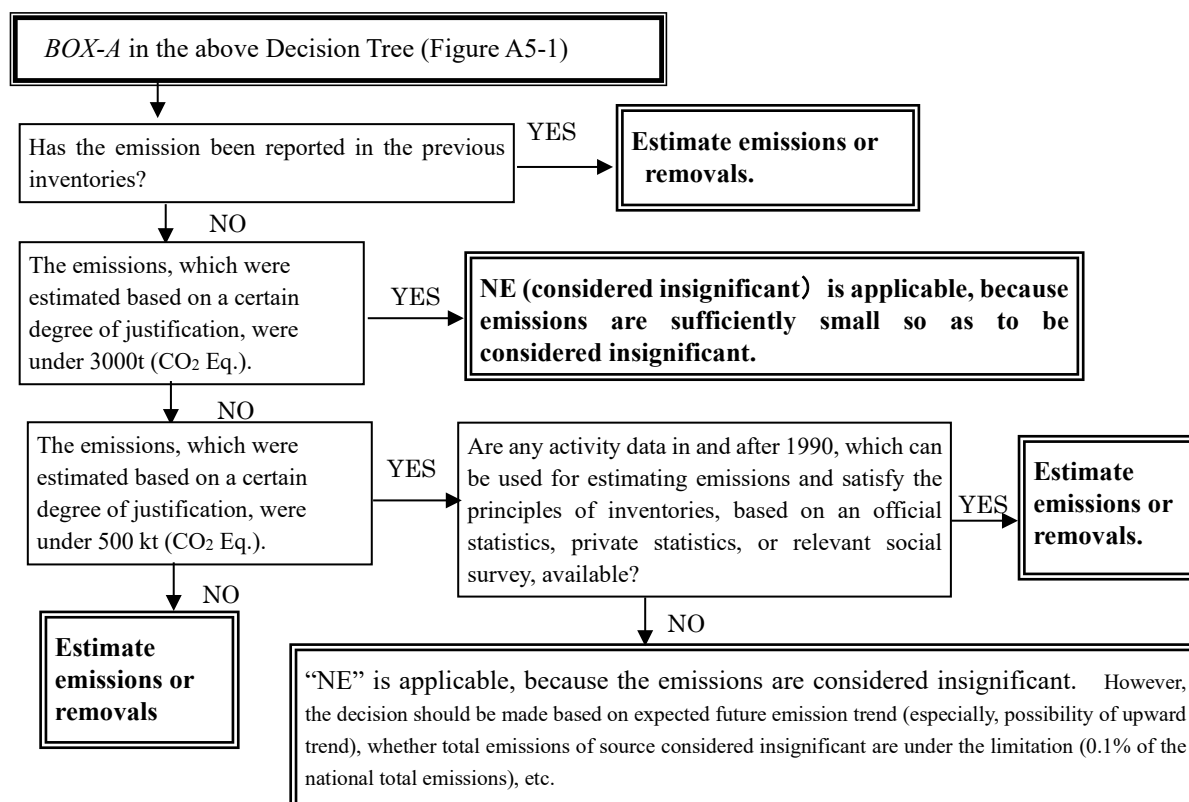 BOX-A in the above Decision Tree (Figure A5-1)
Has the emission been reported in the previous
inventories?
YES
Estimate emissions or
removals.
NO
The emissions, which were
estimated based on a certain
degree of justification, were
under 3000t (CO2 Eq.).
YES
NE (considered insignificant） is applicable, because
emissions are sufficiently small so as to be
considered insignificant.
NO
The emissions, which were
estimated based on a certain
degree of justification, were
under 500 kt (CO2 Eq.).
YES
Are any activity data in and after 1990, which can
be used for estimating emissions and satisfy the
principles of inventories, based on an official
statistics, private statistics, or relevant social
survey, available?
YES
Estimate
emissions or
removals.
NO
Estimate
emissions or
removals
NO
“NE” is applicable, because the emissions are considered insignificant. However,
the decision should be made based on expected future emission trend (especially, possibility of upward
trend), whether total emissions of source considered insignificant are under the limitation (0.1% of the
national total emissions), etc.